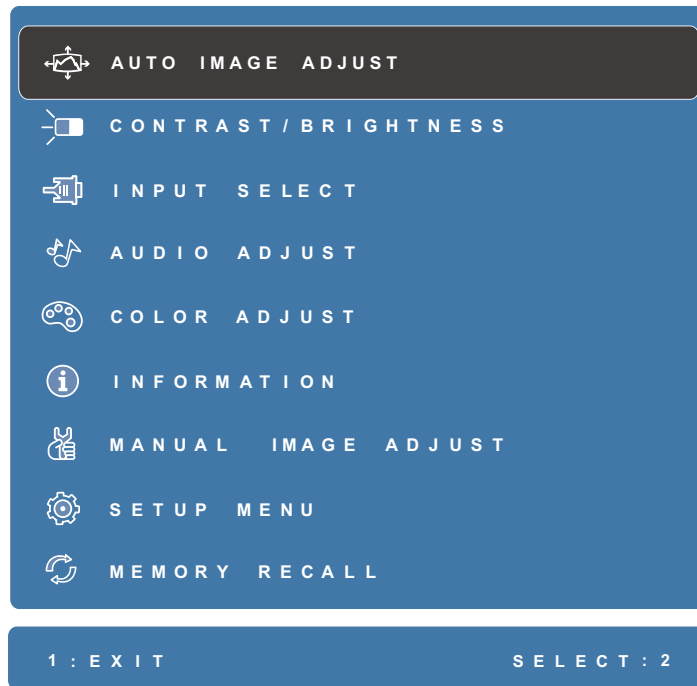 AUTO IMAGE ADJUST
CONTRAST/BRIGHTNESS
INPUT SELECT
AUDIO ADJUST
COLOR ADJUST
INFORMATION
MANUAL IMAGE ADJUST
SETUP MENU
MEMORY RECALL
1:EXIT SELECT:2